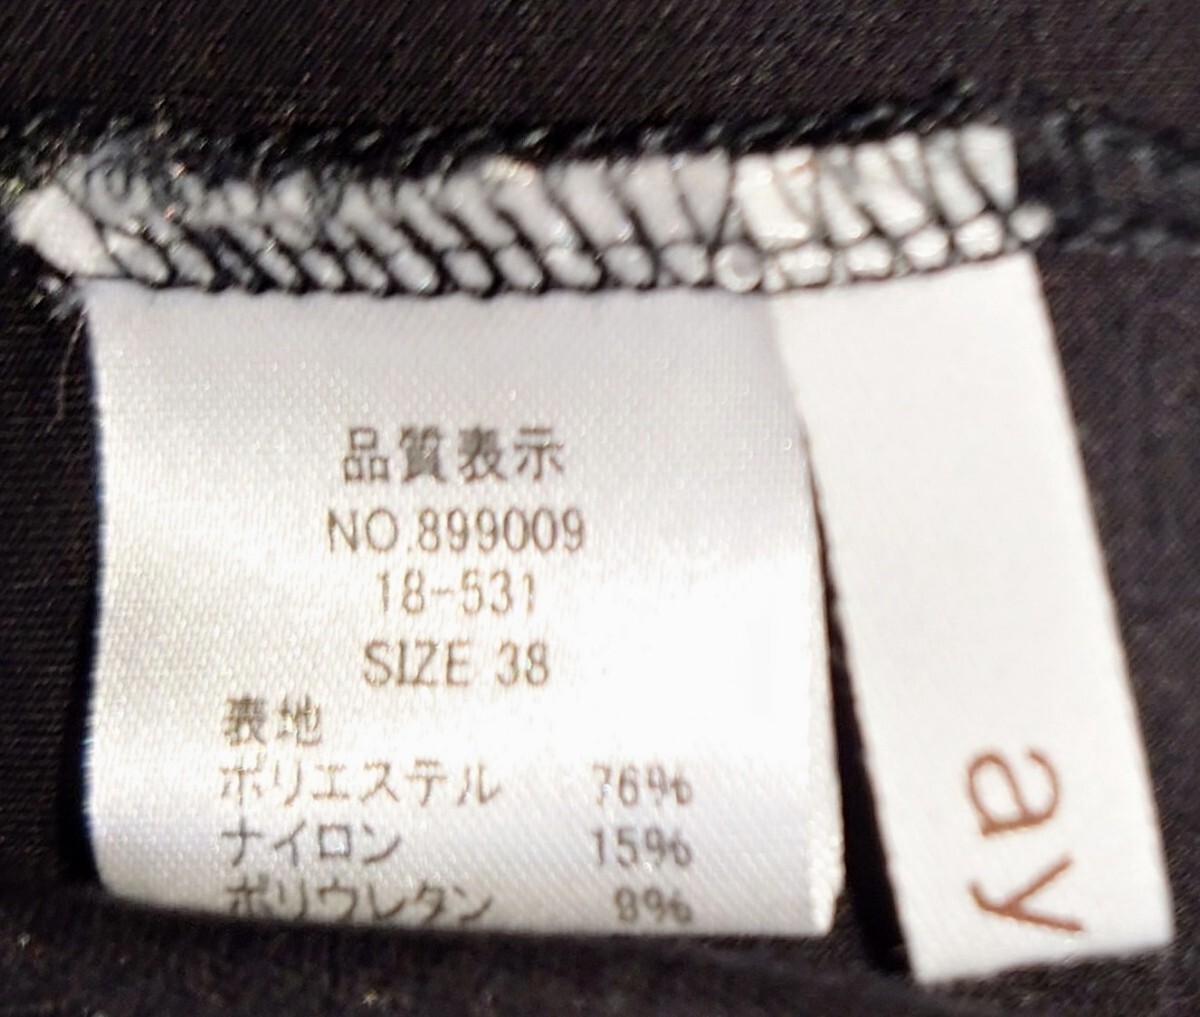 品質表示
NO.899009
18-531
SIZE 38
表地
ポリエステル 76%
ナイロン 15%
ポリウレタン 9%
ay